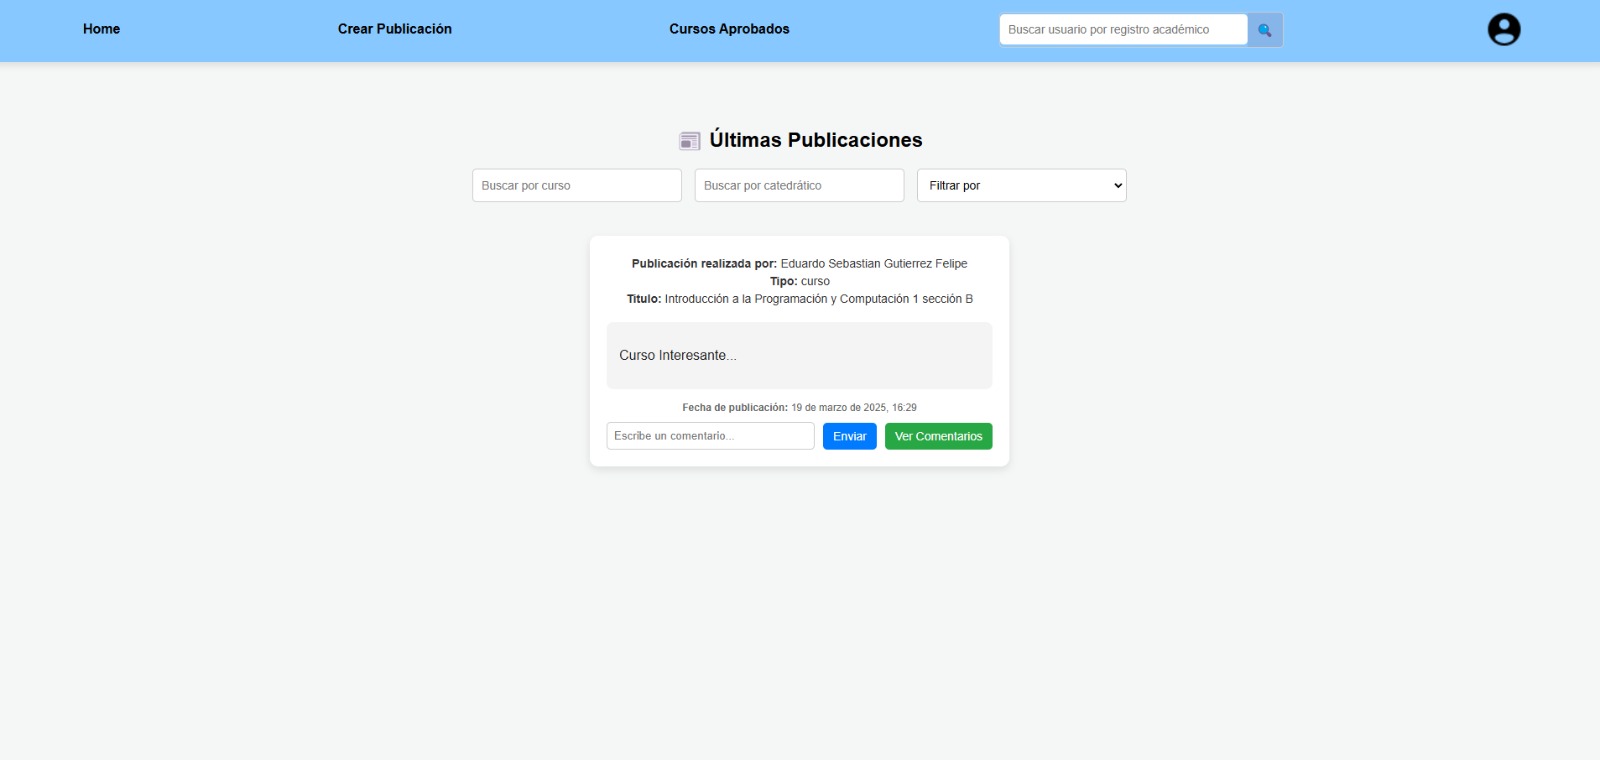 Home
Crear Publicación
Cursos Aprobados
Buscar usuario por registro académico
Últimas Publicaciones
Buscar por curso
Buscar por catedrático
Filtrar por
Publicación realizada por: Eduardo Sebastian Gutierrez Felipe
Tipo: curso
Titulo: Introducción a la Programación y Computación 1 sección B
Curso Interesante...
Fecha de publicación: 19 de marzo de 2025, 16:29
Escribe un comentario...
Enviar
Ver Comentarios